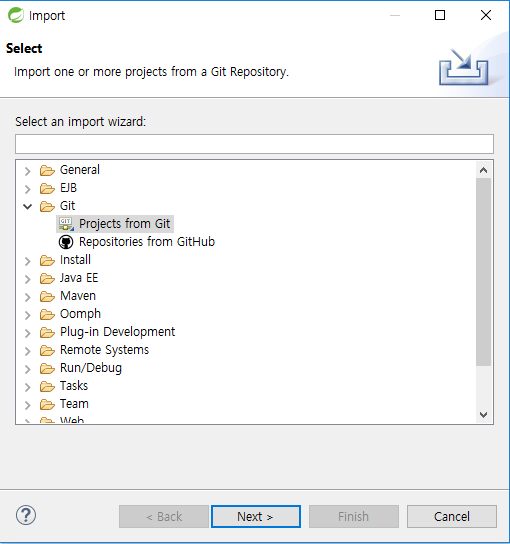 Import
Select
Import one or more projects from a Git Repository.
Select an import wizard:
General
EJB
Git
GIT
Projects from Git
Repositories from GitHub
Install
Java EE
Maven
Oomph
Plug-in Development
Remote Systems
Run/Debug
Tasks
Team
Web
?
< Back
Next >
Finish
Cancel